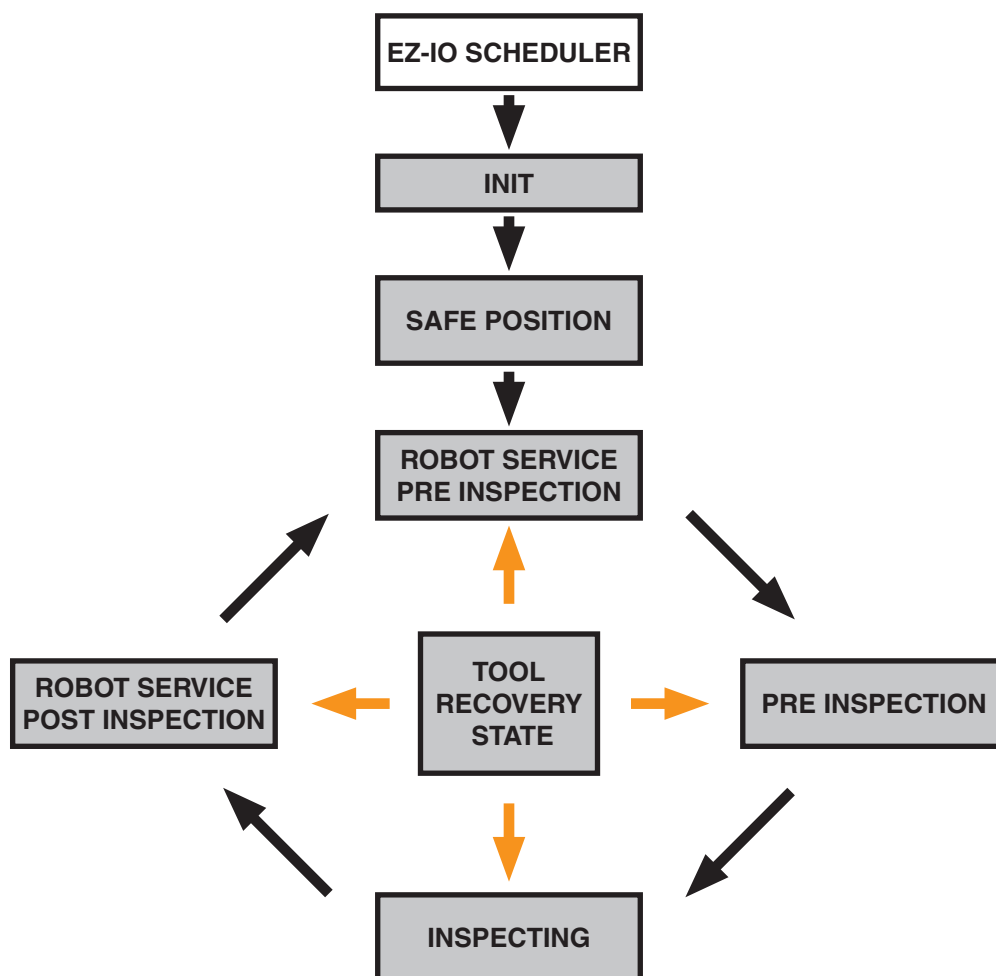 EZ-IO SCHEDULER
INIT
SAFE POSITION
ROBOT SERVICE
PRE INSPECTION
ROBOT SERVICE
POST INSPECTION
TOOL
RECOVERY
STATE
PRE INSPECTION
INSPECTING